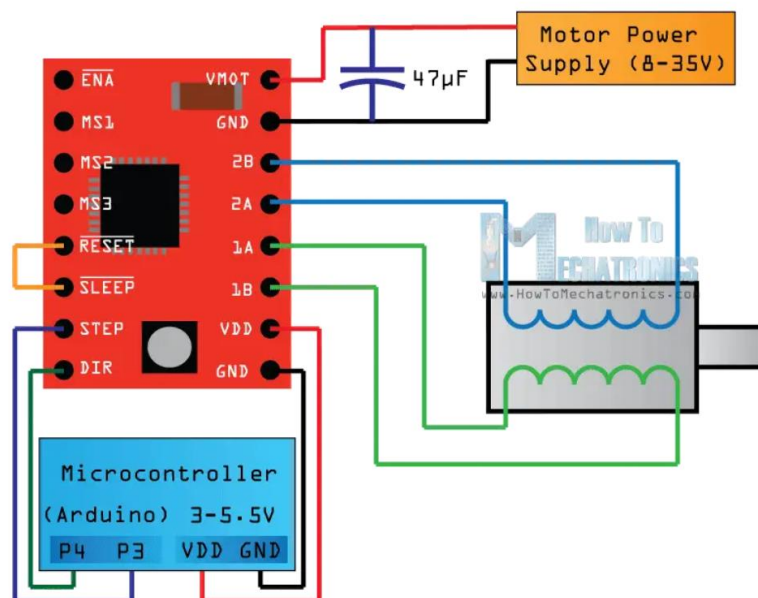 Motor Power
Supply (8-35V)
47µF
ENA
VMOT
MS1
GND
MS2
2B
MS3
2A
RESET
1A
SLEEP
1B
STEP
VDD
DIR
GND
How To
MECHATRONICS
www.HowToMechatronics.com
Microcontroller
(Arduino) 3-5.5V
P4 P3 VDD GND